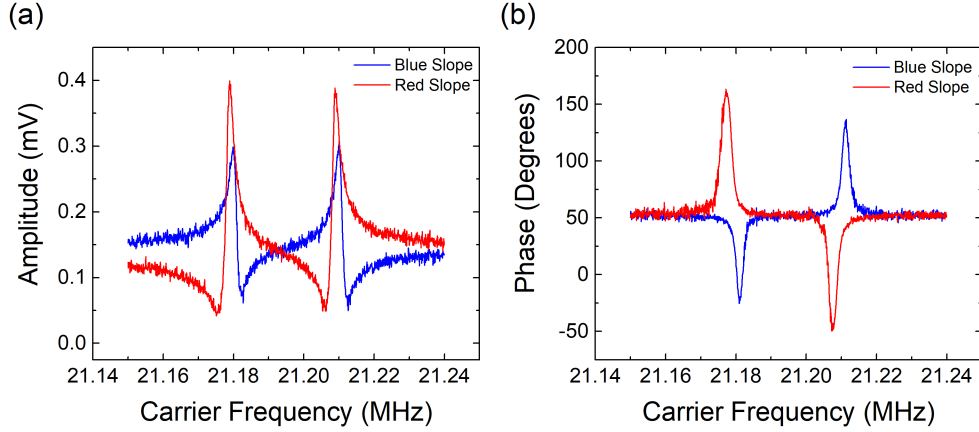 (a)
Blue Slope
Red Slope
0.4
0.3
0.2
0.1
0.0
Amplitude (mV)
21.14 21.16 21.18 21.20 21.22 21.24
Carrier Frequency (MHz)
(b)
Blue Slope
Red Slope
200
150
100
50
0
-50
Phase (Degrees)
21.14 21.16 21.18 21.20 21.22 21.24
Carrier Frequency (MHz)